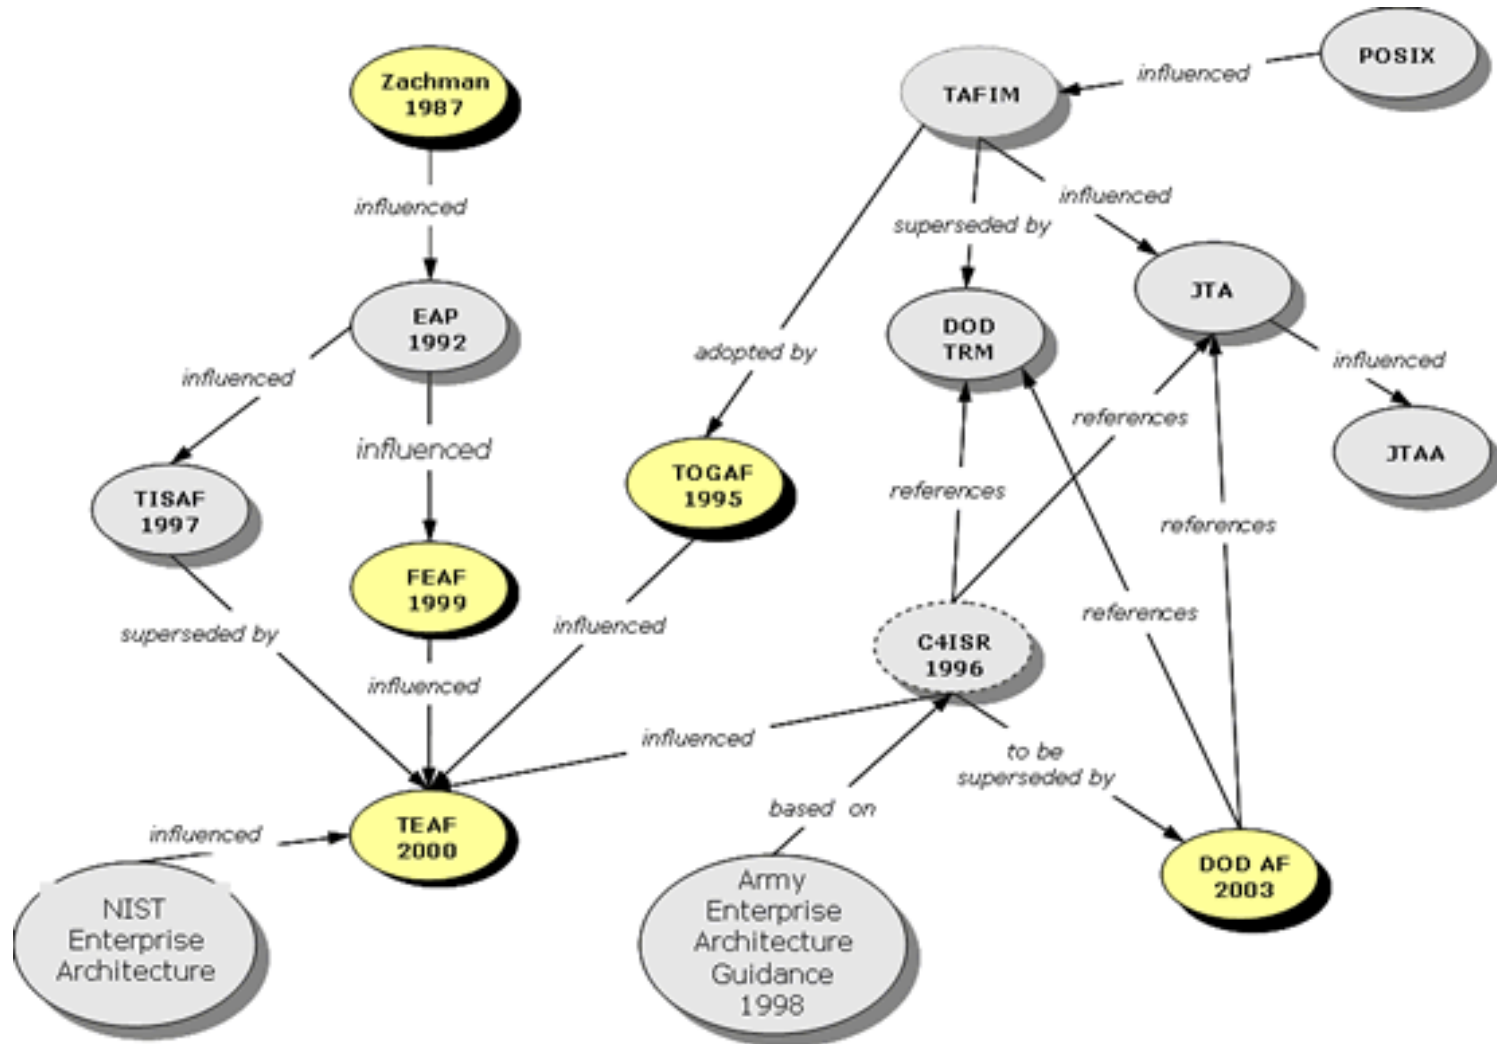 Zachman
1987
TAFIM
influenced
POSIX
influenced
superseded by
influenced
EAP
1992
DOD
TRM
JTA
influenced
influenced
adopted by
influenced
references
JTAA
TISAF
1997
TOGAF
1995
references
references
FEAF
1999
superseded by
influenced
influenced
references
C4ISR
1996
influenced
to be
superseded by
influenced
TEAF
2000
based on
DOD AF
2003
NIST
Enterprise
Architecture
Army
Enterprise
Architecture
Guidance
1998